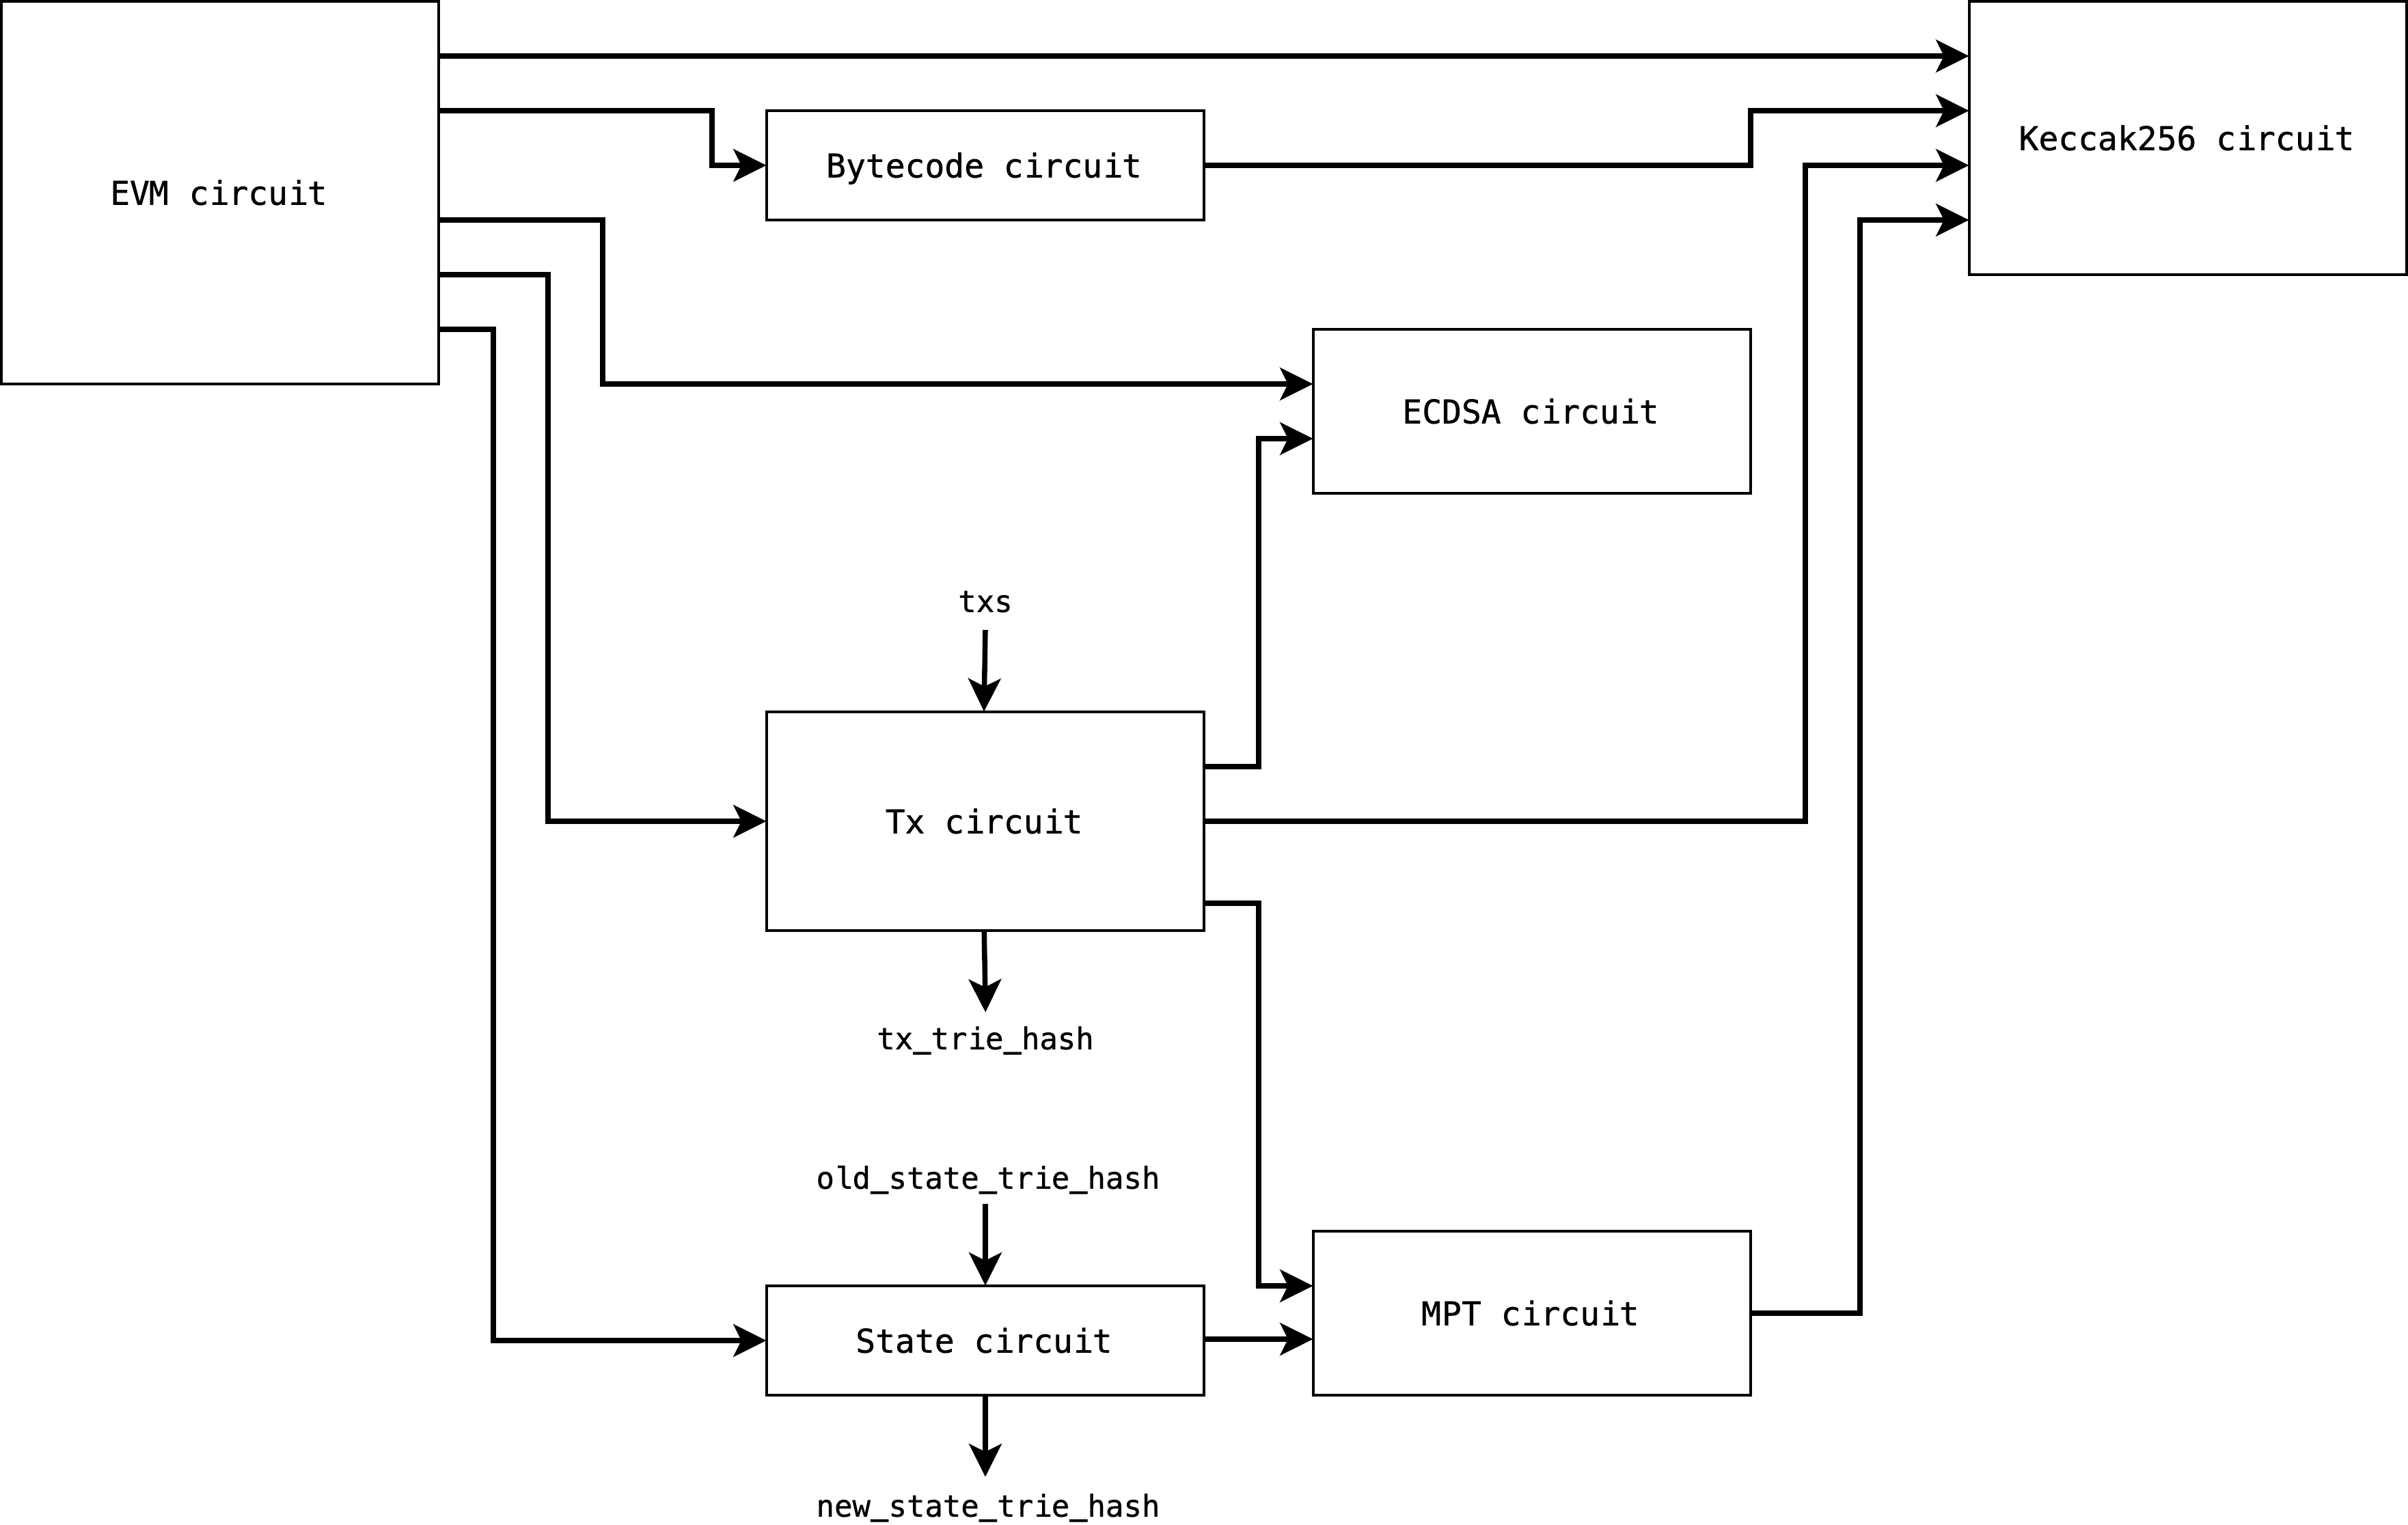 EVM circuit
Keccak256 circuit
Bytecode circuit
ECDSA circuit
txs
Tx circuit
tx_trie_hash
old_state_trie_hash
State circuit
MPT circuit
new_state_trie_hash